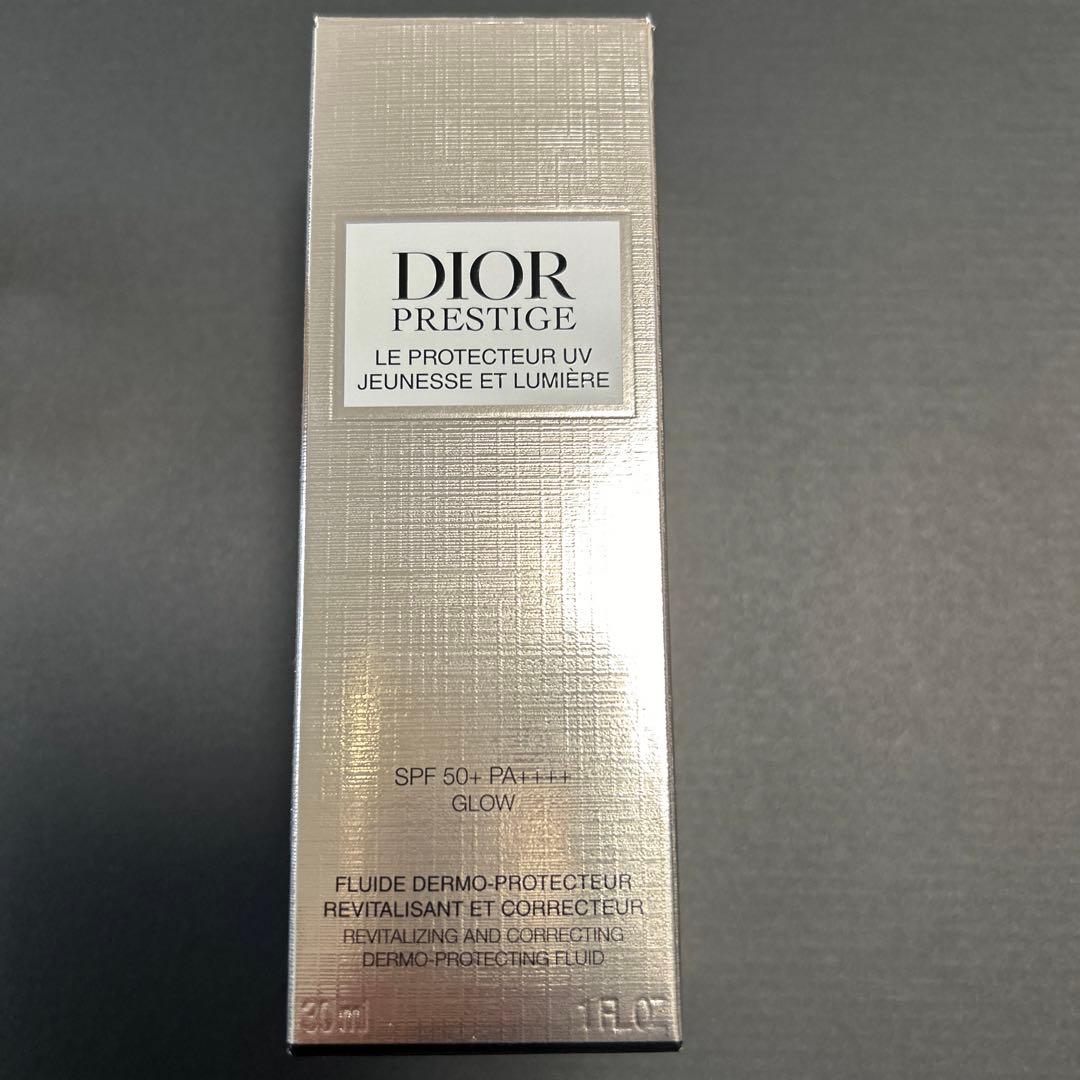 DIOR
PRESTIGE
LE PROTECTEUR UV
JEUNESSE ET LUMIÈRE
SPF 50+ PA++++
GLOW
FLUIDE DERMO-PROTECTEUR
REVITALISANT ET CORRECTEUR
REVITALIZING AND CORRECTING
DERMO-PROTECTING FLUID
30 ml 1 FL.OZ